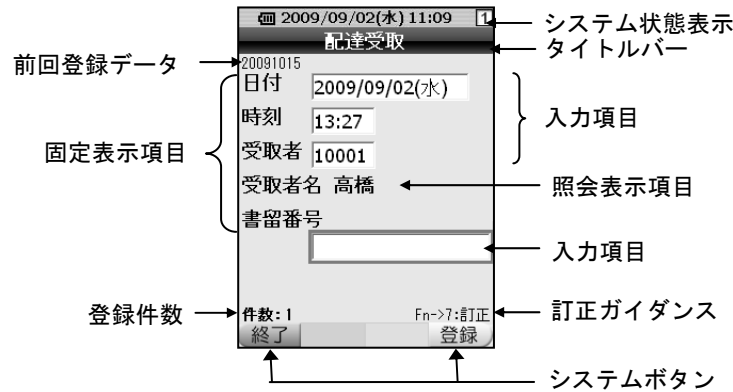 2009/09/02(水) 11:09 1
システム状態表示
配達受取
タイトルバー
前回登録データ
20091015
日付 2009/09/02(水)
時刻 13:27
入力項目
固定表示項目
受取者 10001
受取者名 高橋
照会表示項目
書留番号
入力項目
登録件数
件数:1 Fn->7:訂正
訂正ガイダンス
終了 登録
システムボタン